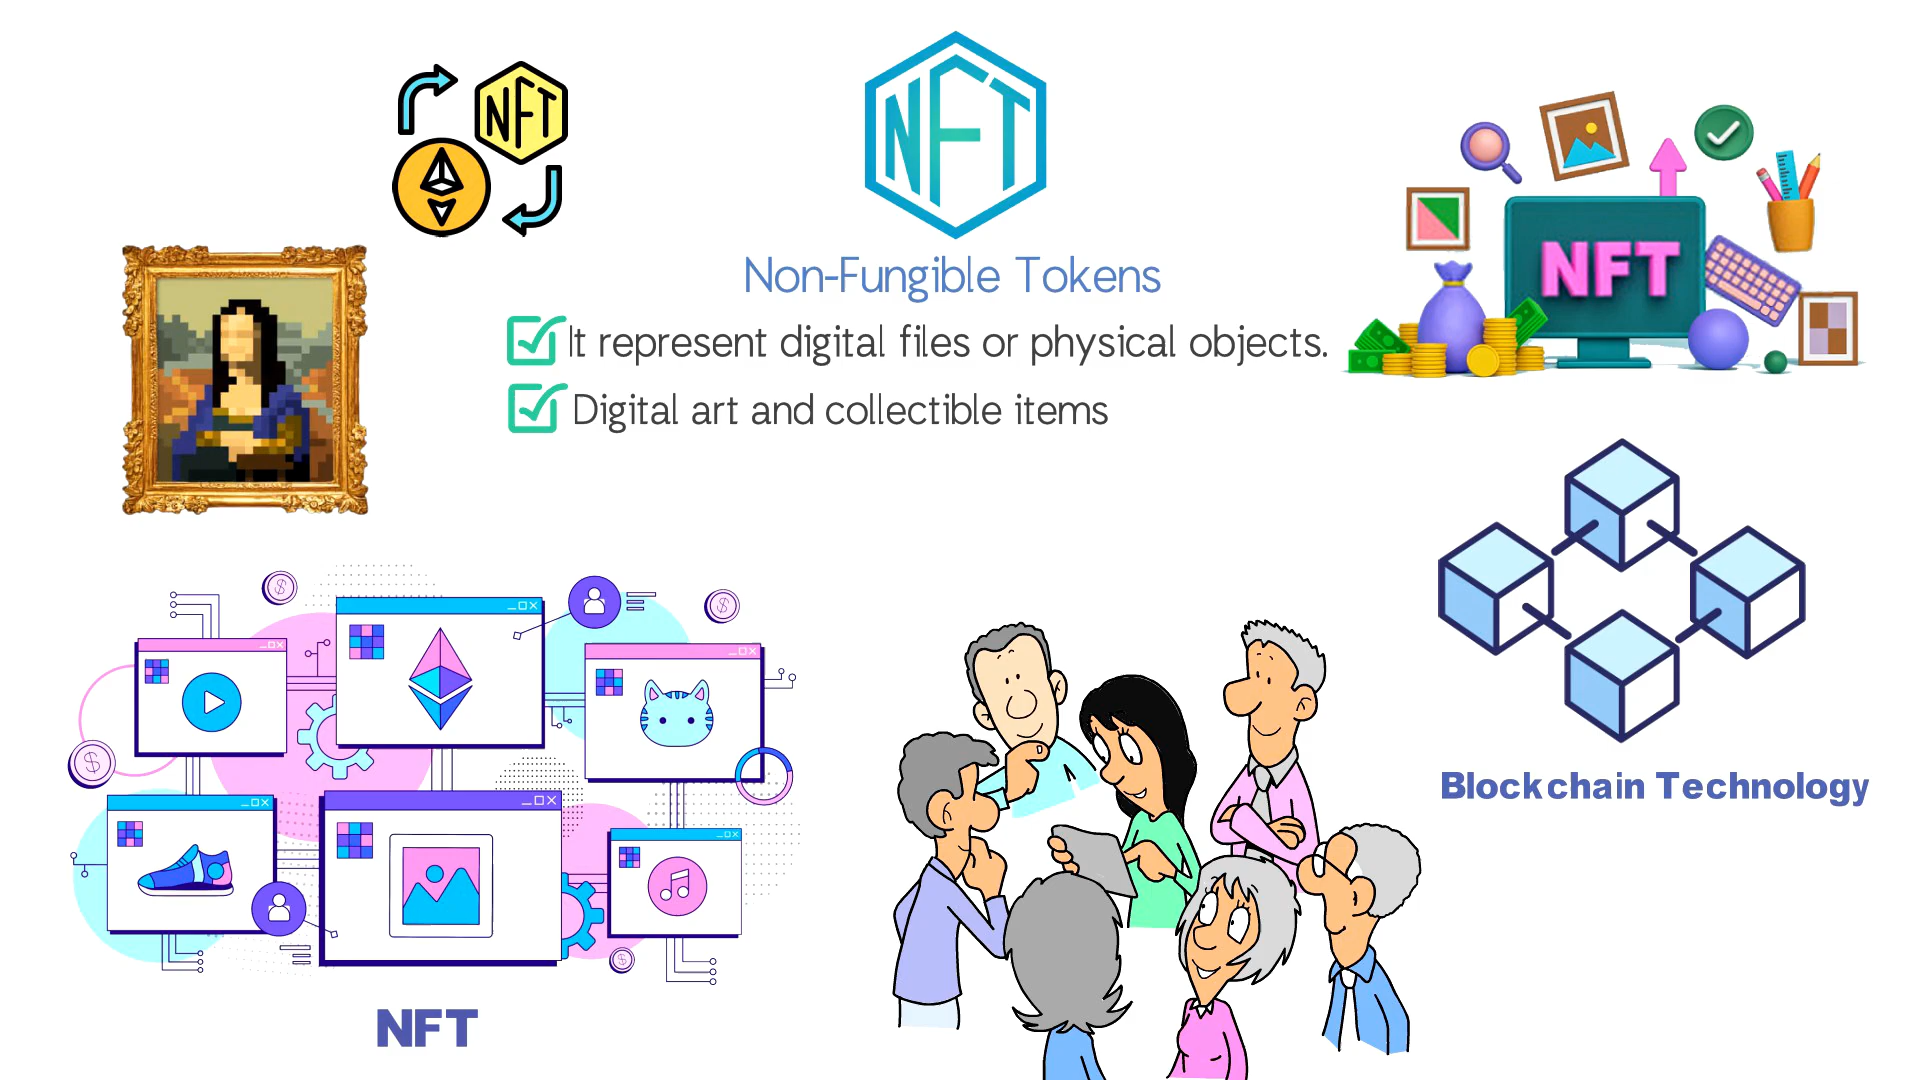 NFT
NFT
Non-Fungible Tokens
It represent digital files or physical objects.
Digital art and collectible items
NFT
Blockchain Technology
NFT